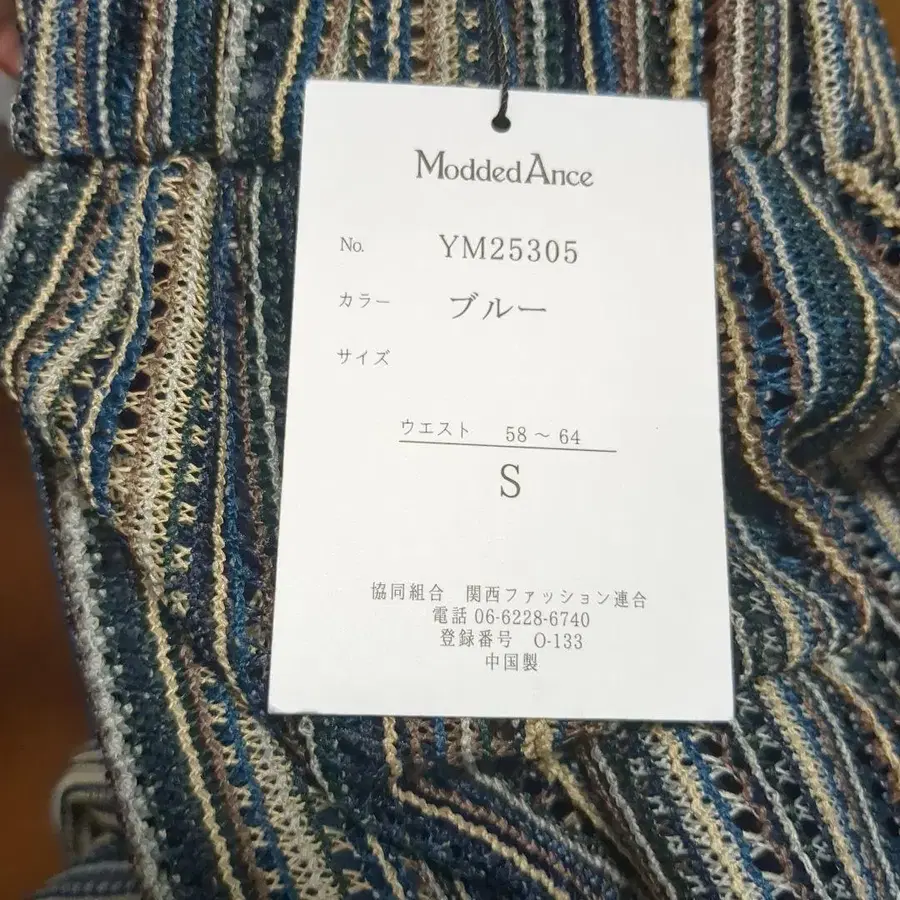 Modded Ance
No. YM25305
カラー ブルー
サイズ
ウエスト 58～64
S
協同組合 関西ファッション連合
電話 06-6228-6740
登録番号 O-133
中国製